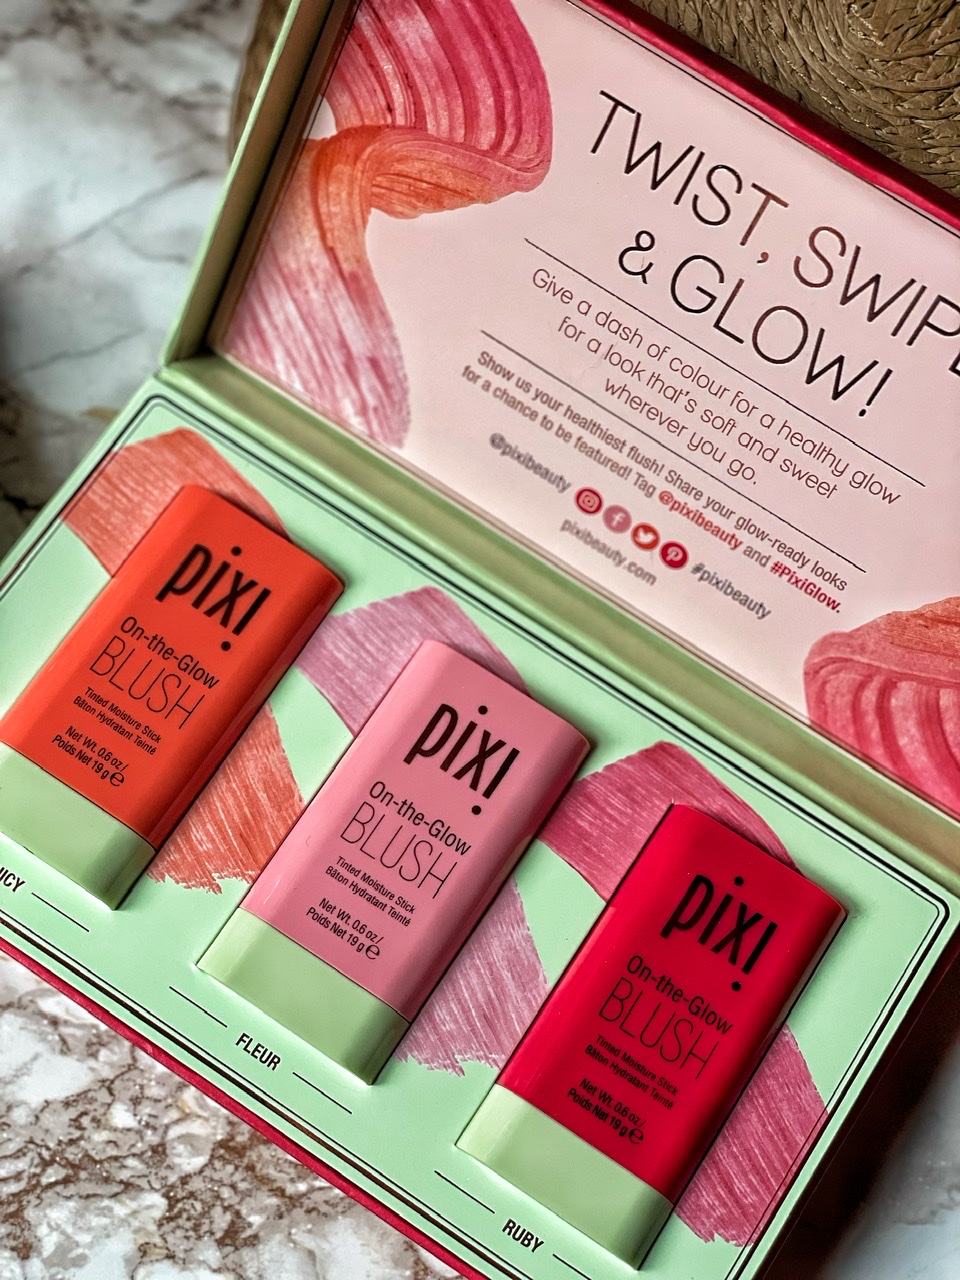 TWIST, SWIPE
& GLOW!
Give a dash of colour for a healthy glow
for a look that's soft and sweet
wherever you go.
Show us your healthiest flush! Share your glow-ready looks
for a chance to be featured! Tag @pixibeauty and #PixiGlow.
@pixibeauty #pixibeauty
pixibeauty.com
pixi
On-the-Glow
BLUSH
Tinted Moisture Stick
Bâton Hydratant Teinté
Net Wt. 0.6 oz /
Poids Net 19 g ℮
pixi
On-the-Glow
BLUSH
Tinted Moisture Stick
Bâton Hydratant Teinté
Net Wt. 0.6 oz /
Poids Net 19 g ℮
FLEUR
pixi
On-the-Glow
BLUSH
Tinted Moisture Stick
Bâton Hydratant Teinté
Net Wt. 0.6 oz /
Poids Net 19 g ℮
RUBY